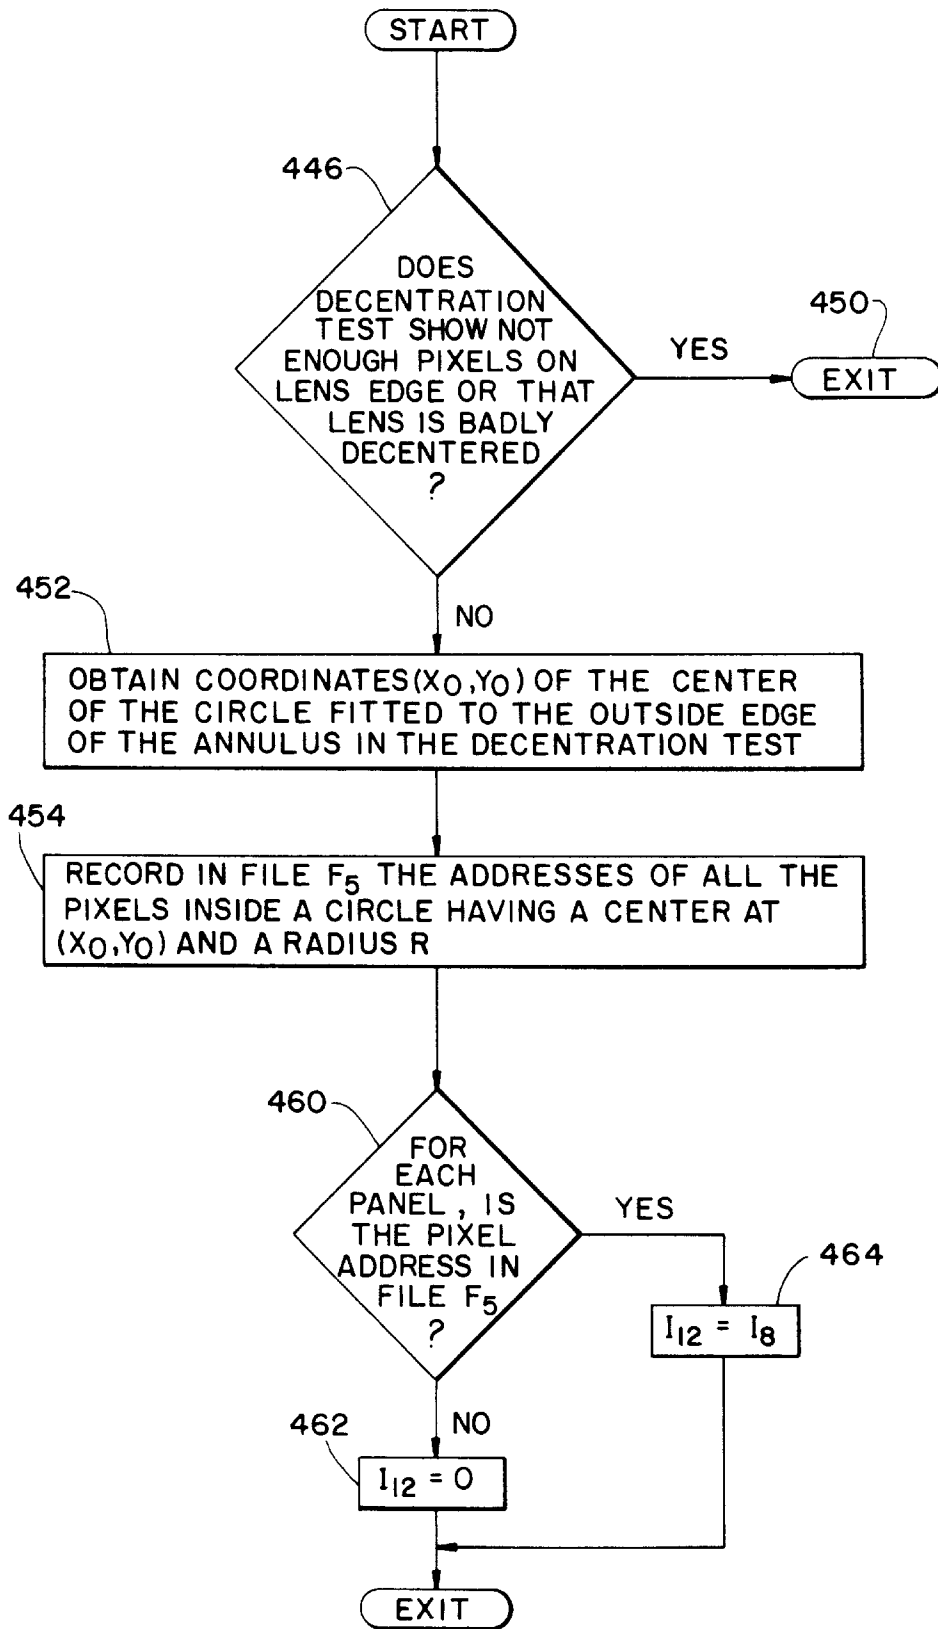 START
446
DOES
DECENTRATION
TEST SHOW NOT
ENOUGH PIXELS ON
LENS EDGE OR THAT
LENS IS BADLY
DECENTERED
?
YES
450
EXIT
NO
452
OBTAIN COORDINATES (X0,Y0) OF THE CENTER
OF THE CIRCLE FITTED TO THE OUTSIDE EDGE
OF THE ANNULUS IN THE DECENTRATION TEST
454
RECORD IN FILE F5 THE ADDRESSES OF ALL THE
PIXELS INSIDE A CIRCLE HAVING A CENTER AT
(X0,Y0) AND A RADIUS R
460
FOR
EACH
PANEL, IS
THE PIXEL
ADDRESS IN
FILE F5
?
YES
464
I12 = I8
NO
462
I12 = 0
EXIT